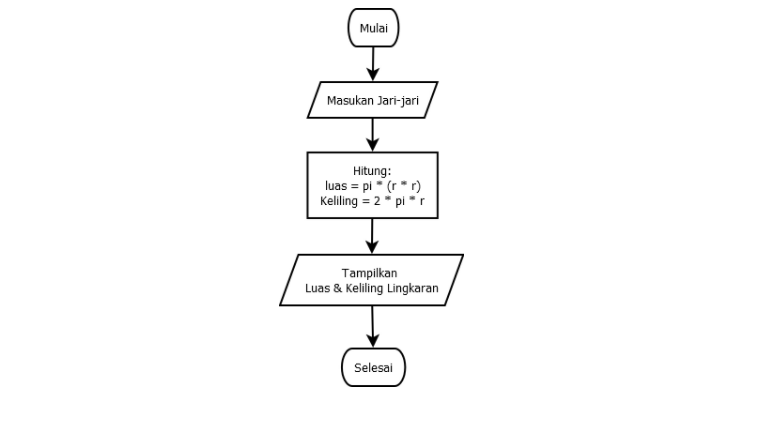 Mulai
Masukan Jari-jari
Hitung:
luas = pi * (r * r)
Keliling = 2 * pi * r
Tampilkan
Luas & Keliling Lingkaran
Selesai